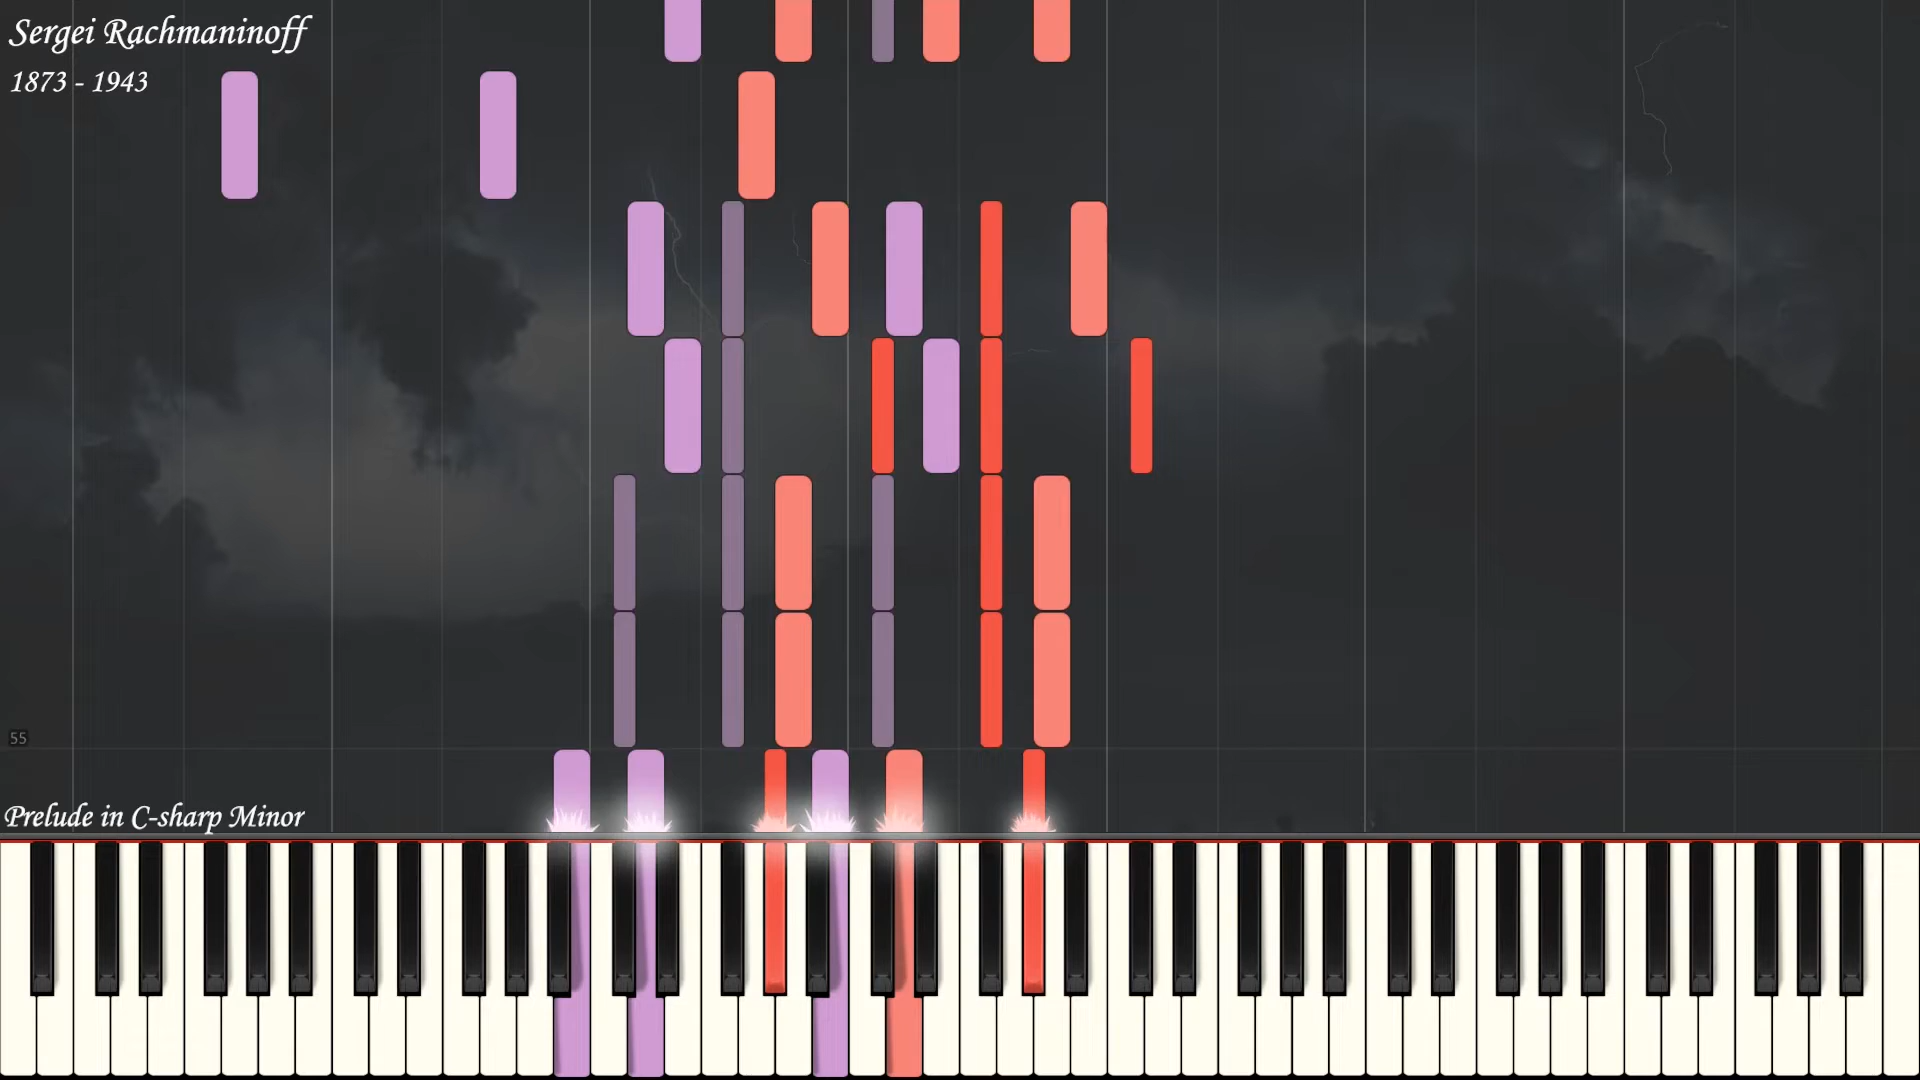 Sergei Rachmaninoff
1873 - 1943
55
Prelude in C-sharp Minor